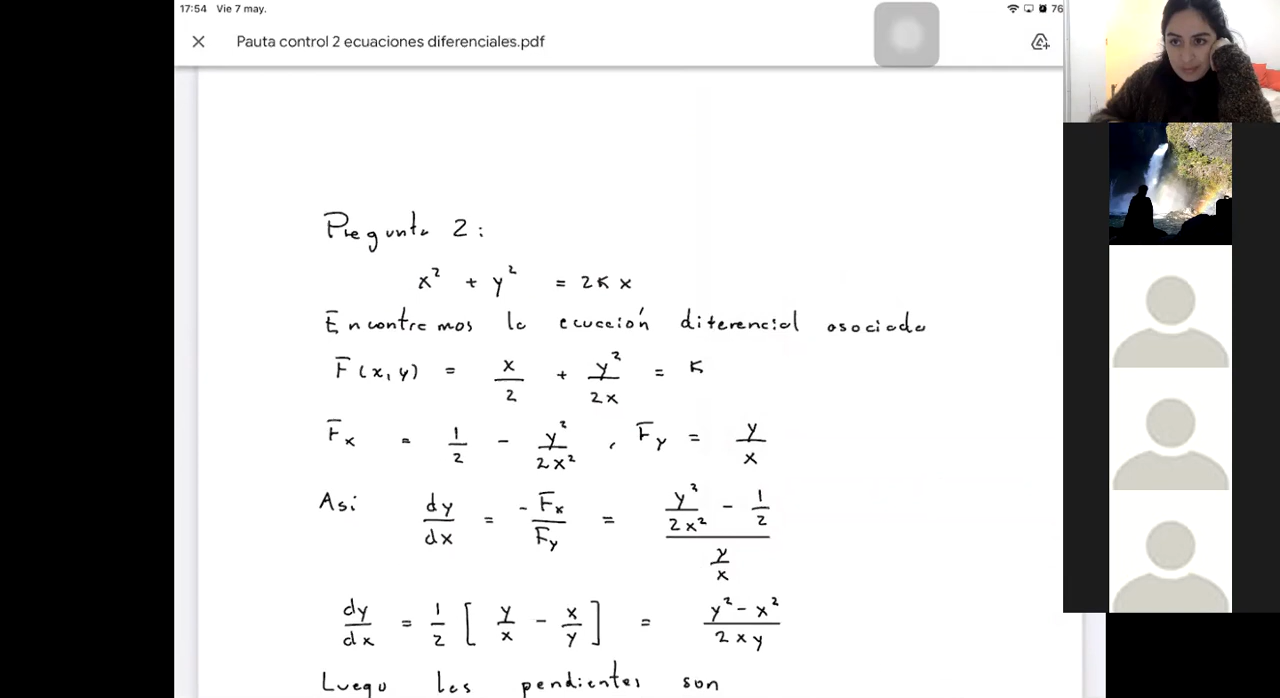 17:54 Vie 7 may.
76
Pauta control 2 ecuaciones diferenciales.pdf
Pregunta 2:
x² + y² = 2Kx
Encontremos la ecuación diferencial asociada
F(x,y) = x/2 + y²/2x = K
Fx = 1/2 - y²/2x² , Fy = y/x
Asi dy/dx = -Fx/Fy = (y²/2x² - 1/2)/(y/x)
dy/dx = 1/2 [ y/x - x/y ] = (y² - x²)/2xy
Luego las pendientes son